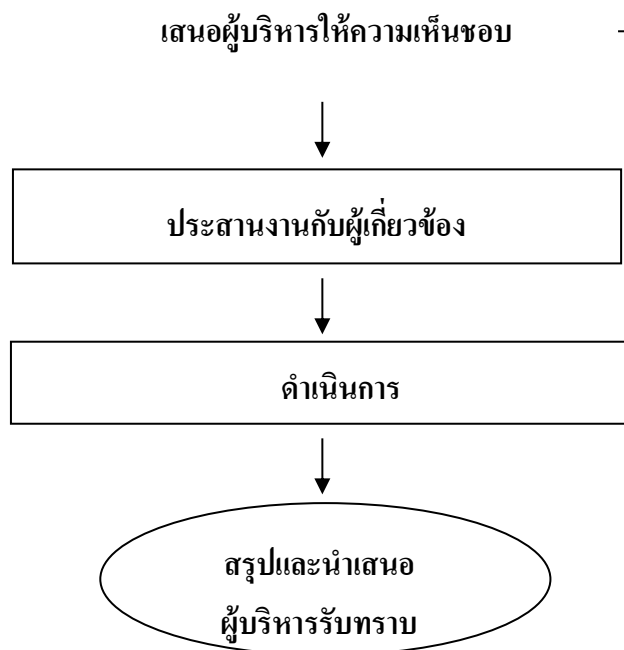 เสนอผู้บริหารให้ความเห็นชอบ
ประสานงานกับผู้เกี่ยวข้อง
ดำเนินการ
สรุปและนำเสนอ
ผู้บริหารรับทราบ